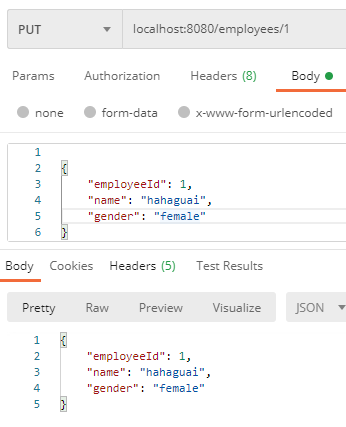 PUT localhost:8080/employees/1
Params Authorization Headers (8) Body
none form-data x-www-form-urlencoded
1
2 {
3 "employeeId": 1,
4 "name": "hahaguai",
5 "gender": "female"
6 }
Body Cookies Headers (5) Test Results
Pretty Raw Preview Visualize JSON
1 {
2 "employeeId": 1,
3 "name": "hahaguai",
4 "gender": "female"
5 }